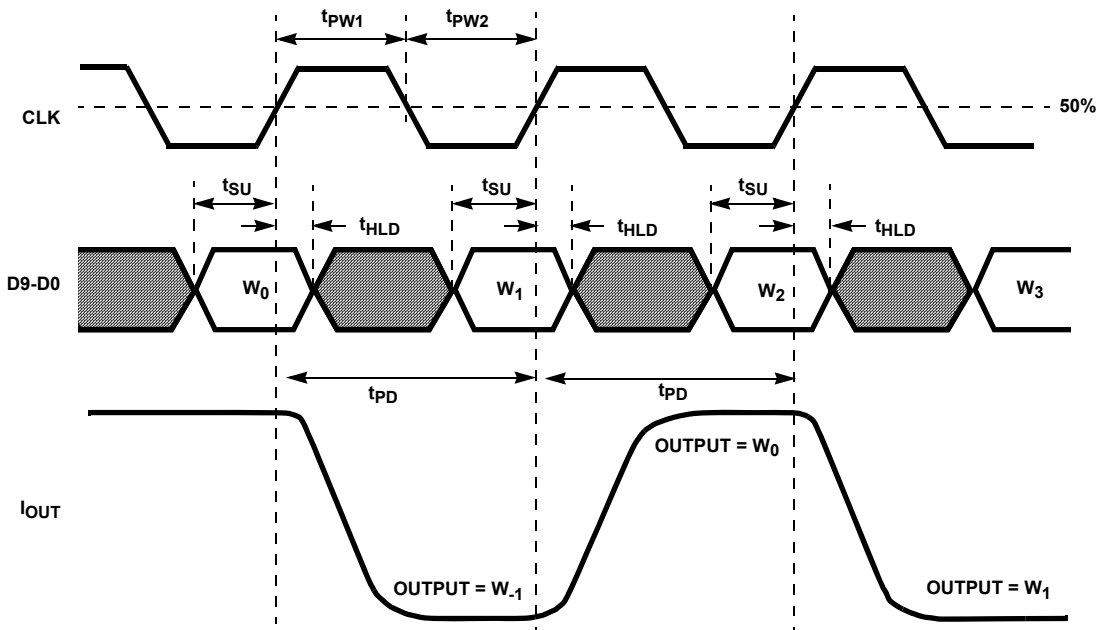 tPW1 tPW2
CLK
50%
tSU tSU tSU
tHLD tHLD tHLD
D9-D0
W0 W1 W2 W3
tPD tPD
OUTPUT = W0
IOUT
OUTPUT = W-1
OUTPUT = W1